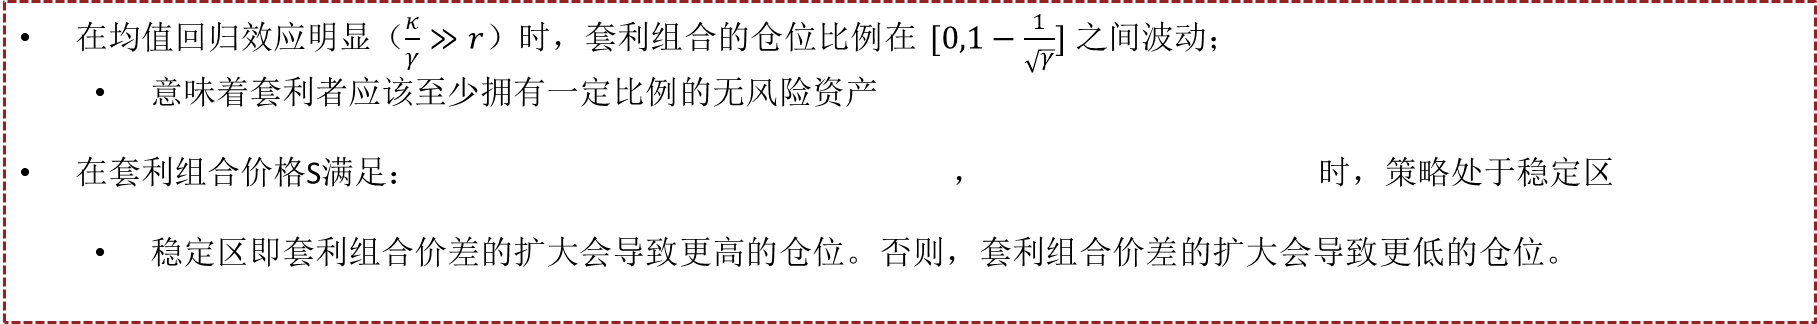 • 在均值回归效应明显（κ/γ ≫ r）时，套利组合的仓位比例在 [0,1 − 1/√γ] 之间波动；
• 意味着套利者应该至少拥有一定比例的无风险资产
• 在套利组合价格S满足： ， 时，策略处于稳定区
• 稳定区即套利组合价差的扩大会导致更高的仓位。否则，套利组合价差的扩大会导致更低的仓位。